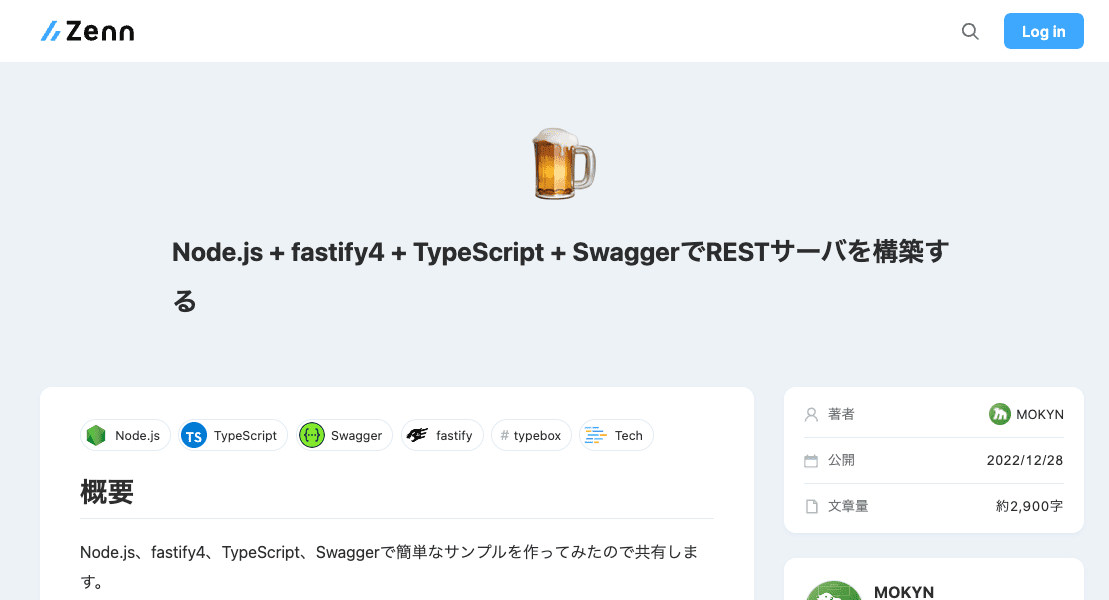 Zenn
Log in
Node.js + fastify4 + TypeScript + SwaggerでRESTサーバを構築す
る
Node.js
TS TypeScript
{··} Swagger
fastify
# typebox
Tech
概要
Node.js、fastify4、TypeScript、Swaggerで簡単なサンプルを作ってみたので共有しま
す。
著者 MOKYN
公開 2022/12/28
文章量 約2,900字
MOKYN